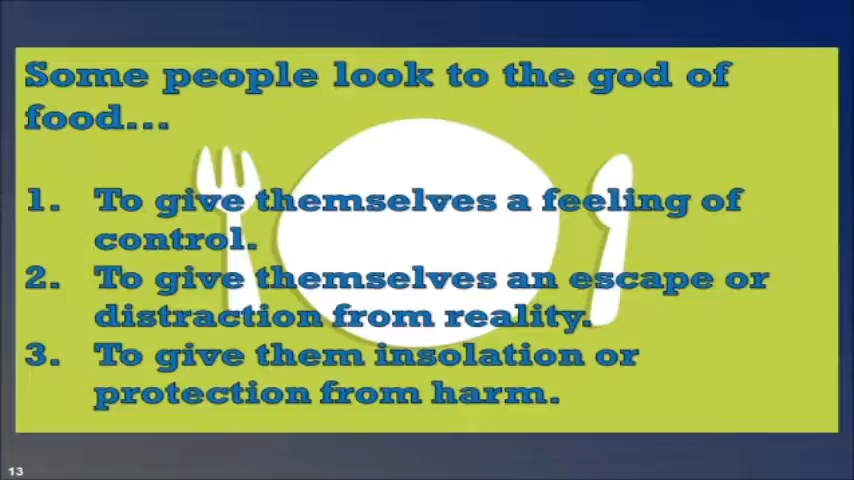 Some people look to the god of
food...
1. To give themselves a feeling of
control.
2. To give themselves an escape or
distraction from reality.
3. To give them insolation or
protection from harm.
13